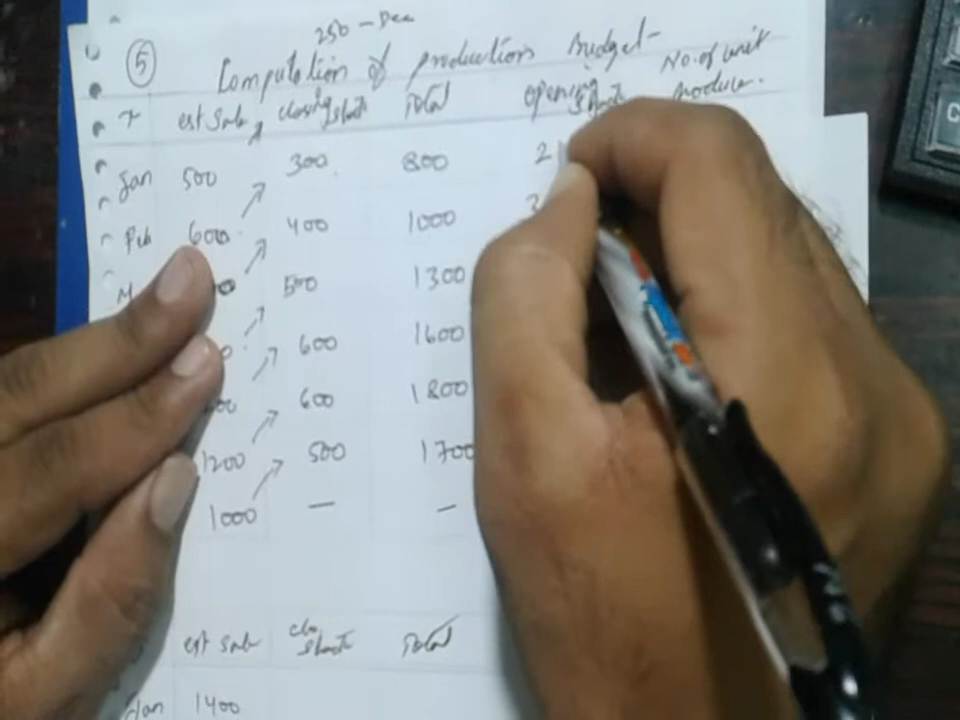 250 - Dec
5 Computation of production Budget
est sale closing stock Total opening stock No. of unit produce.
Jan 500 300 800 2
Feb 600 400 1000
500 1300
600 1600
600 1800
1200 500 1700
1000 — —
est sale clo stock Total
Jan 1400